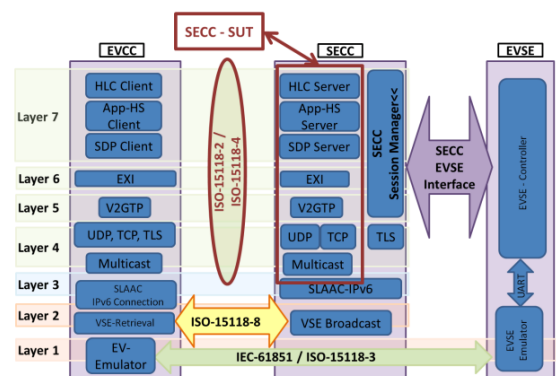 SECC - SUT
EVCC
SECC
EVSE
Layer 7
HLC Client
App-HS
Client
SDP Client
ISO-15118-2 /
ISO-15118-4
HLC Server
App-HS
Server
SDP Server
SECC
Session Manager<<
SECC
EVSE
Interface
EVSE - Controller
Layer 6
EXI
EXI
Layer 5
V2GTP
V2GTP
Layer 4
UDP, TCP, TLS
Multicast
UDP
TCP
TLS
Multicast
Layer 3
SLAAC
IPv6 Connection
SLAAC-IPv6
UART
Layer 2
VSE-Retrieval
ISO-15118-8
VSE Broadcast
EVSE
Emulator
Layer 1
EV-
Emulator
IEC-61851 / ISO-15118-3